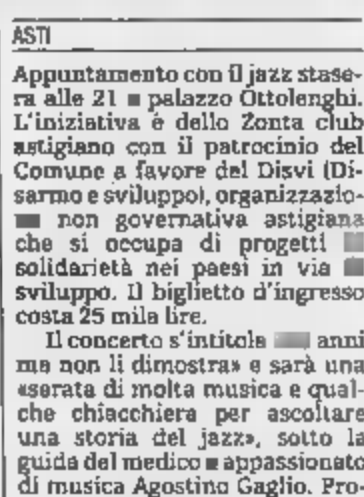 ASTI
Appuntamento con il jazz stase-
ra alle 21 palazzo Ottolenghi.
L'iniziativa è dello Zonta club
astigiano con il patrocinio del
Comune a favore del Disvi (Di-
sarmo e sviluppo), organizzazio-
non governativa astigiana
che si occupa di progetti
solidarietà nei paesi in via
sviluppo. Il biglietto d'ingresso
costa 25 mila lire.
Il concerto s'intitola anni
ma non li dimostra» e sarà una
«serata di molta musica e qual-
che chiacchiera per ascoltare
una storia del jazz», sotto la
guida del medico appassionato
di musica Agostino Gaglio. Pro-